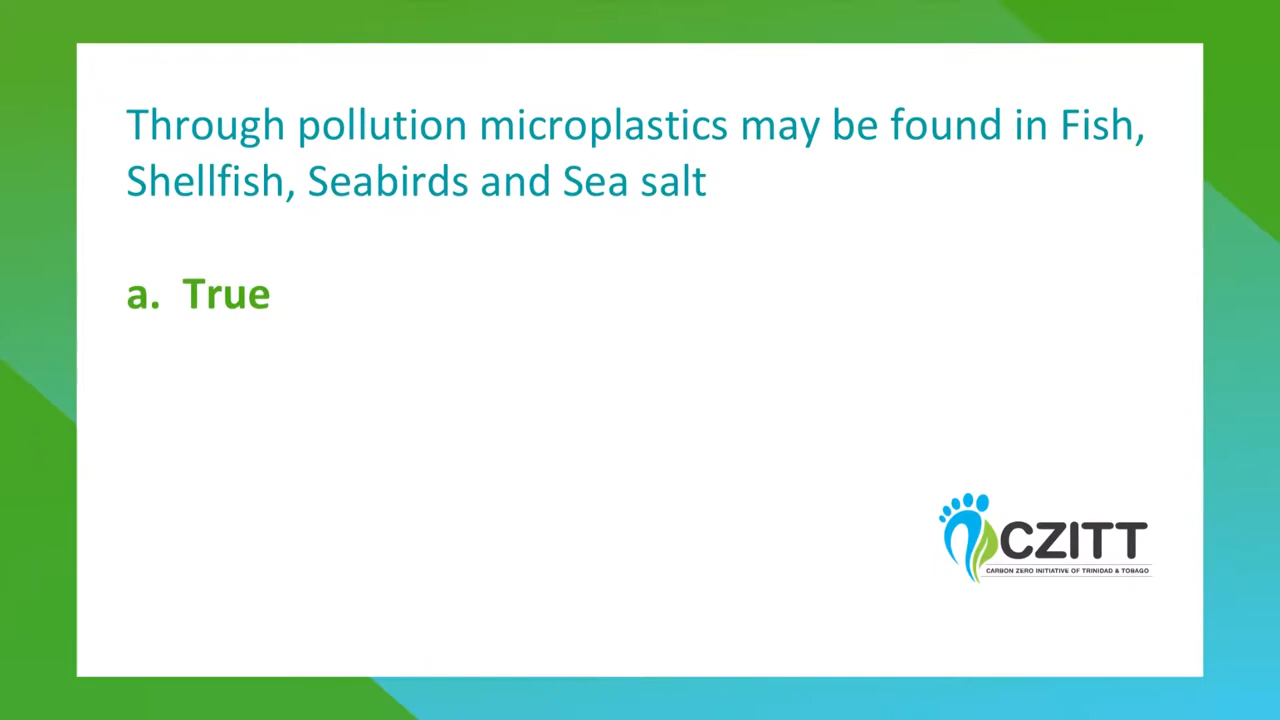 Through pollution microplastics may be found in Fish,
Shellfish, Seabirds and Sea salt
a. True
CZITT
CARBON ZERO INITIATIVE OF TRINIDAD & TOBAGO